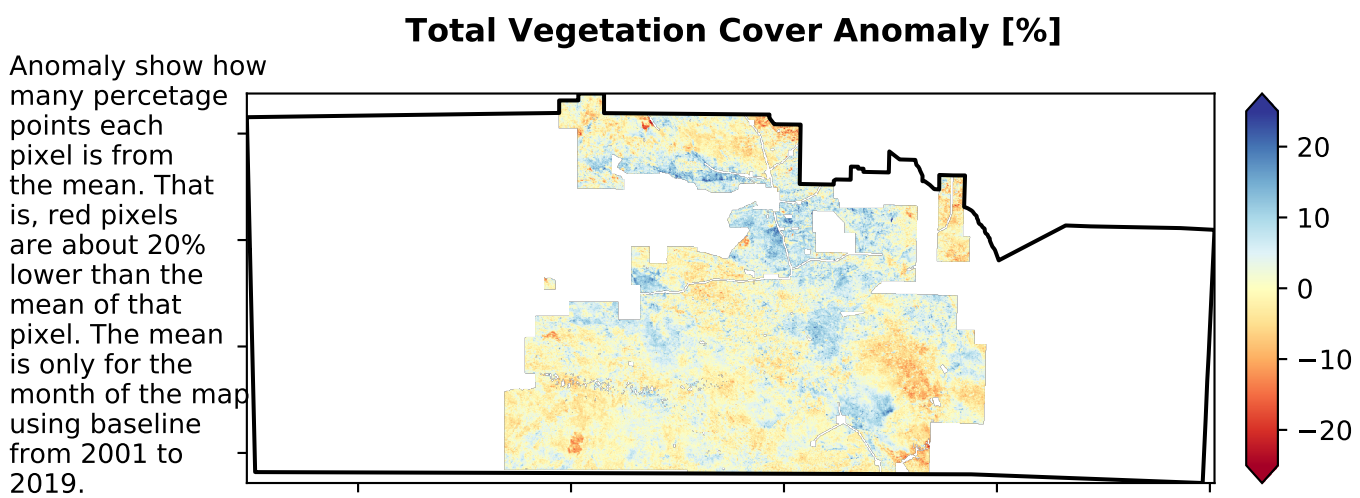 Total Vegetation Cover Anomaly [%]
Anomaly show how
many percetage
points each
pixel is from
the mean. That
is, red pixels
are about 20%
lower than the
mean of that
pixel. The mean
is only for the
month of the map
using baseline
from 2001 to
2019.
20
10
0
−10
−20